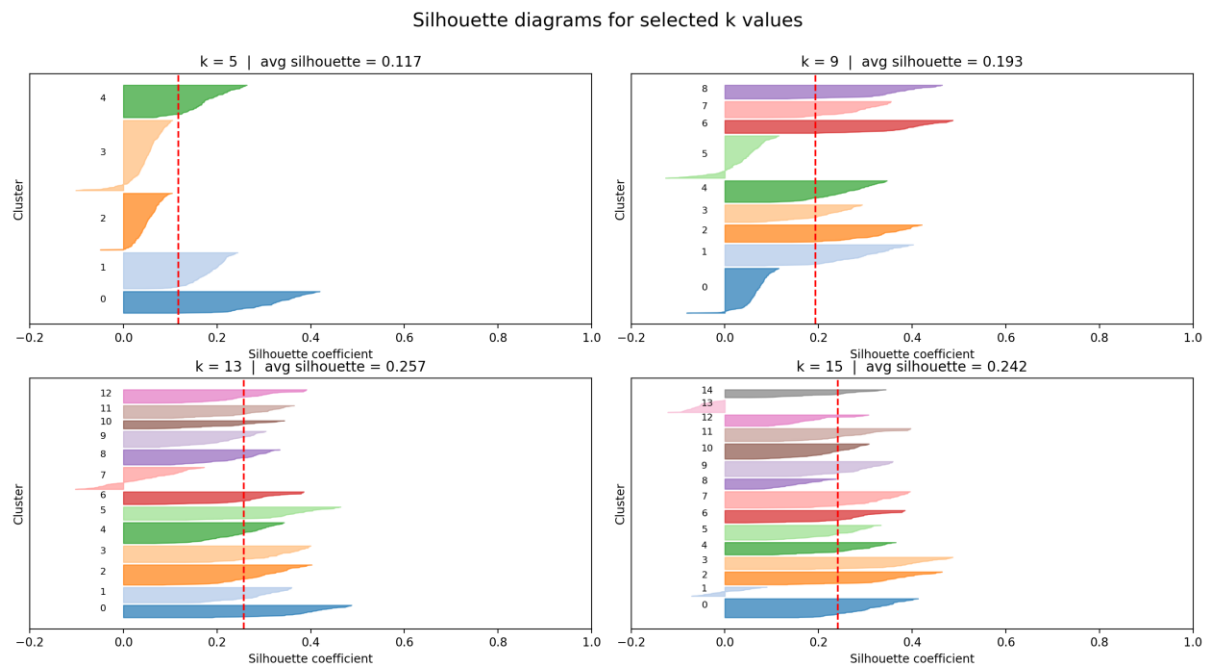 Silhouette diagrams for selected k values
k = 5 | avg silhouette = 0.117
4
3
2
1
0
Cluster
−0.2 0.0 0.2 0.4 0.6 0.8 1.0
Silhouette coefficient
k = 9 | avg silhouette = 0.193
8
7
6
5
4
3
2
1
0
Cluster
−0.2 0.0 0.2 0.4 0.6 0.8 1.0
Silhouette coefficient
k = 13 | avg silhouette = 0.257
12
11
10
9
8
7
6
5
4
3
2
1
0
Cluster
−0.2 0.0 0.2 0.4 0.6 0.8 1.0
Silhouette coefficient
k = 15 | avg silhouette = 0.242
14
13
12
11
10
9
8
7
6
5
4
3
2
1
0
Cluster
−0.2 0.0 0.2 0.4 0.6 0.8 1.0
Silhouette coefficient